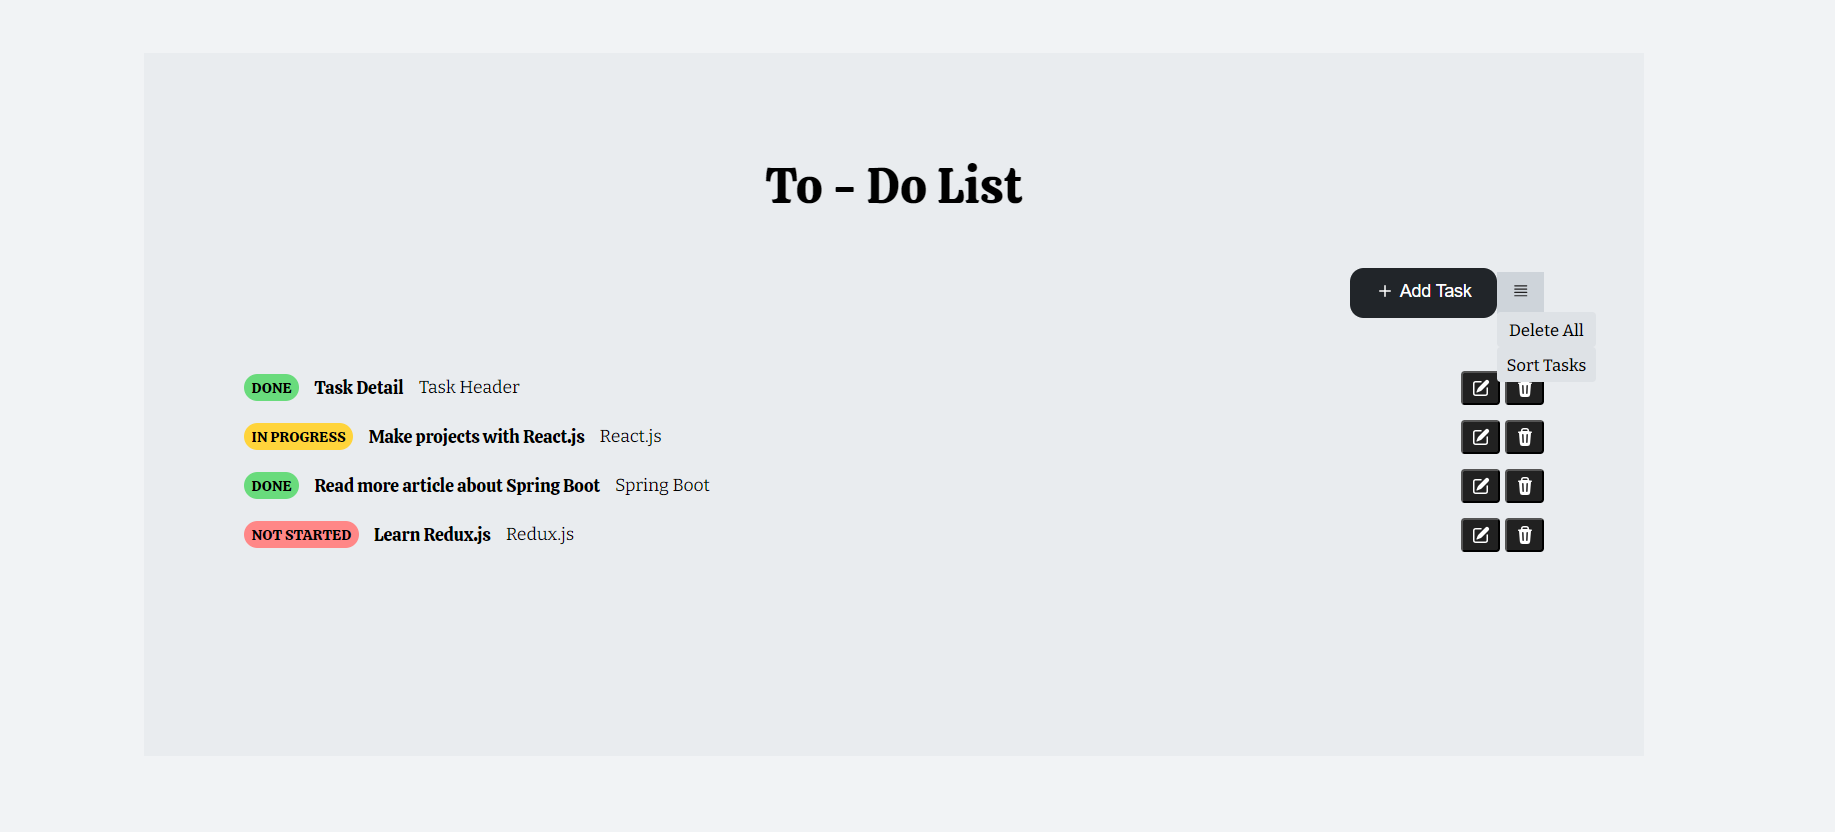 To - Do List
+ Add Task
Delete All
Sort Tasks
DONE Task Detail Task Header
IN PROGRESS Make projects with React.js React.js
DONE Read more article about Spring Boot Spring Boot
NOT STARTED Learn Redux.js Redux.js